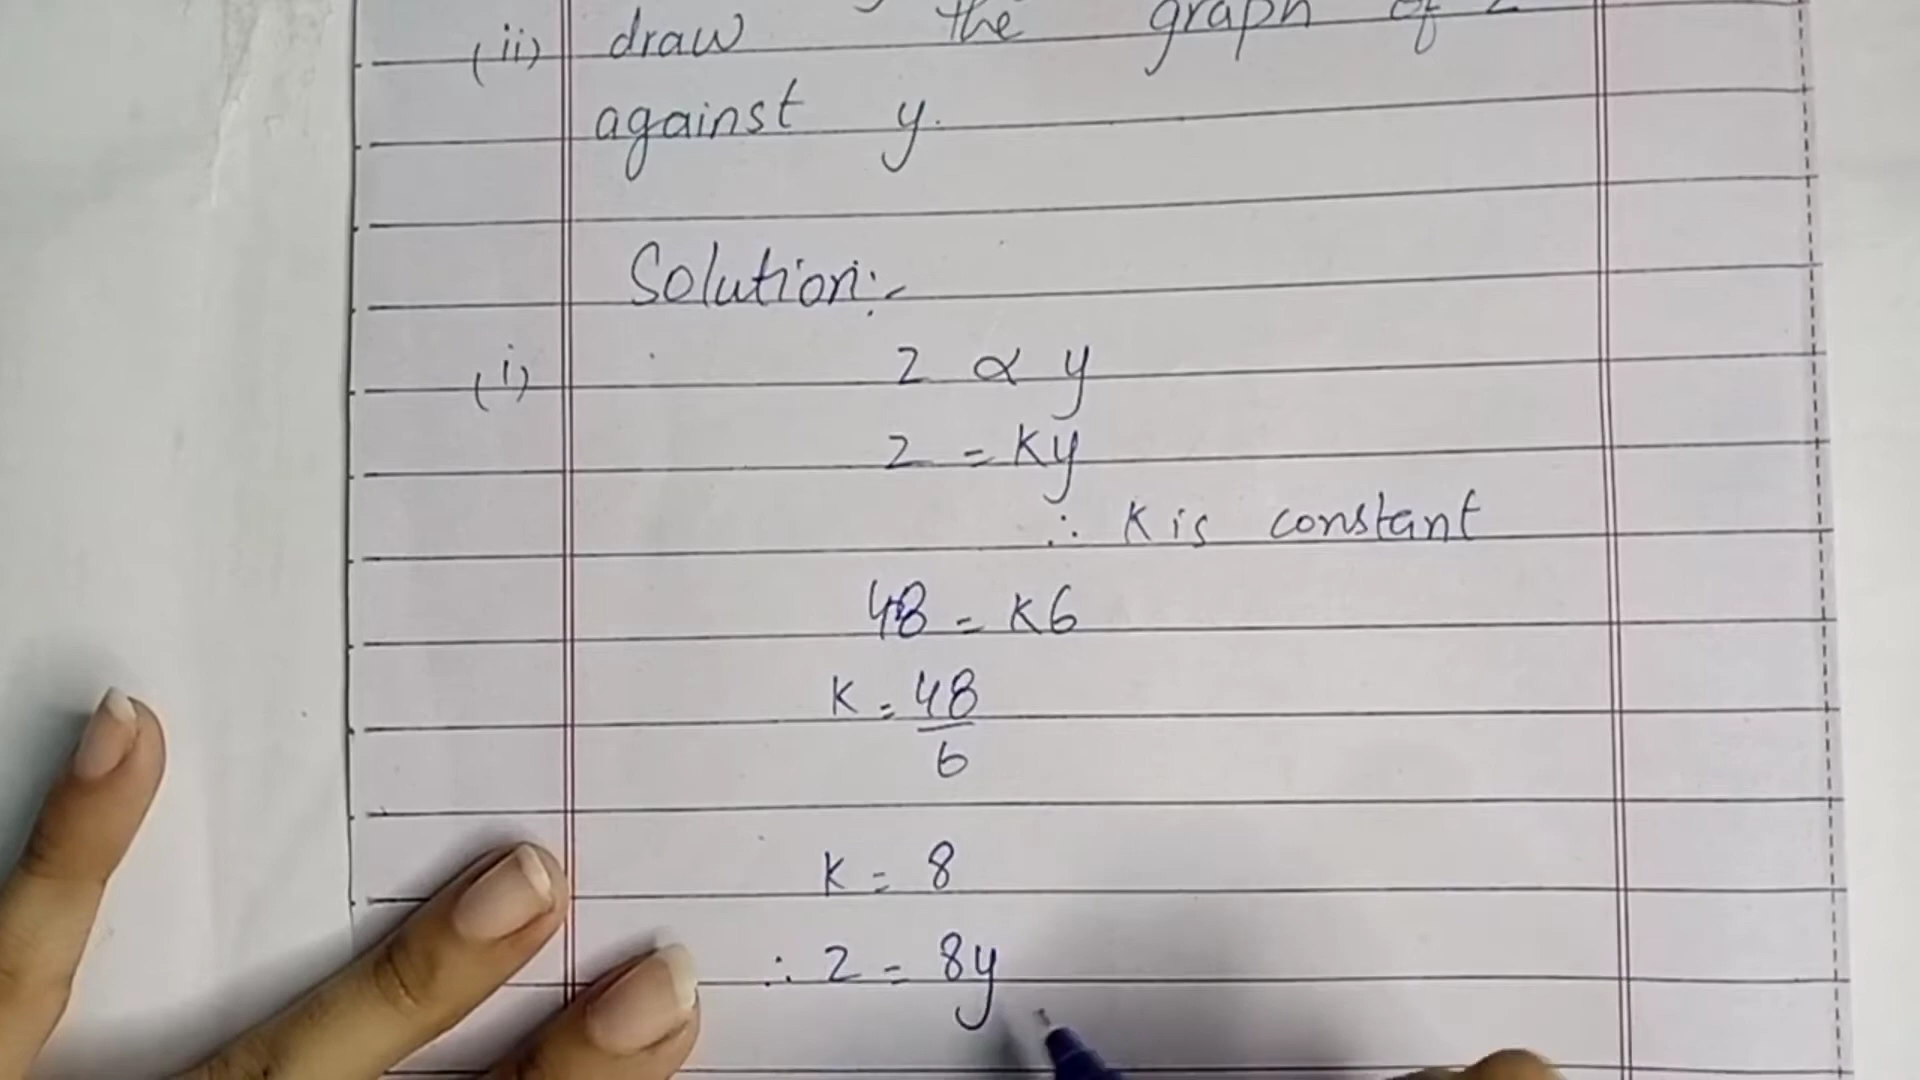 (ii) draw the graph of
against y.
Solution:-
(i) z ∝ y
z = ky
∴ K is constant
48 = k6
k = 48/6
k = 8
∴ z = 8y